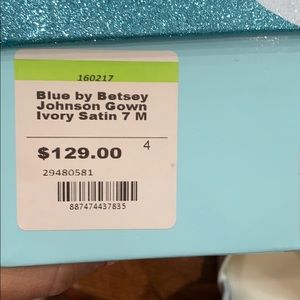 160217
Blue by Betsey
Johnson Gown
Ivory Satin 7 M
$129.00 4
29480581
887474437835